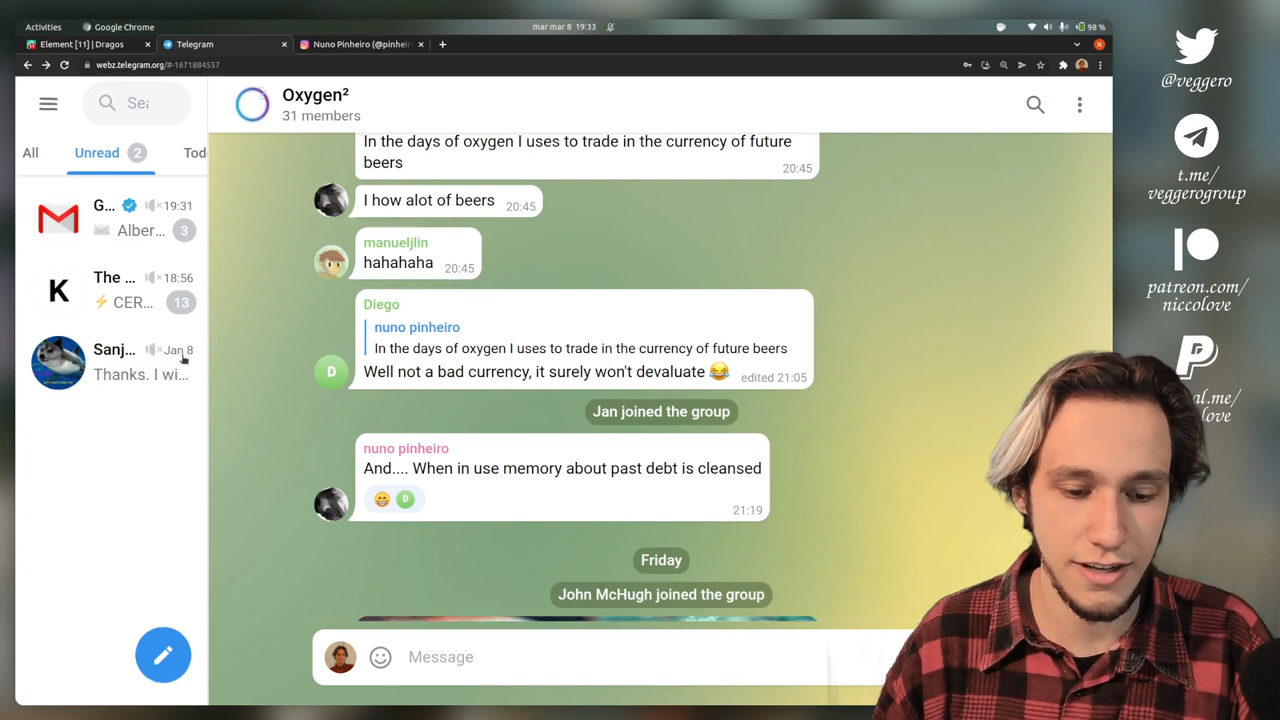 Activities
Google Chrome
mar mar 8 19:33
98 %
Element [11] | Dragos
Telegram
Nuno Pinheiro (@pinhei
webz.telegram.org/#-1671884557
Sea
Oxygen²
31 members
All
Unread 2
Tod
G...
19:31
Alber...
3
The ...
18:56
K
⚡ CER...
13
Sanj...
Jan 8
Thanks. I wi...
In the days of oxygen I uses to trade in the currency of future
beers
20:45
I how alot of beers 20:45
manueljlin
hahahaha 20:45
Diego
nuno pinheiro
In the days of oxygen I uses to trade in the currency of future beers
D
Well not a bad currency, it surely won't devaluate 😂 edited 21:05
Jan joined the group
nuno pinheiro
And.... When in use memory about past debt is cleansed
😁 D
21:19
Friday
John McHugh joined the group
Message
@veggero
t.me/
veggerogroup
patreon.com/
niccolove
al.me/
love